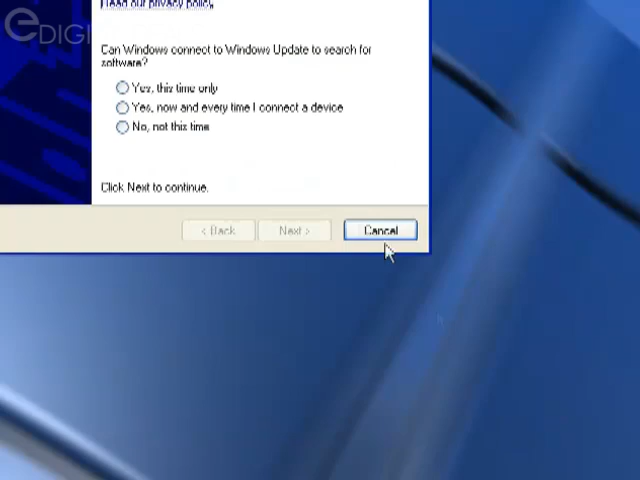 eDIGI
Read our privacy policy
Can Windows connect to Windows Update to search for
software?
Yes, this time only
Yes, now and every time I connect a device
No, not this time
Click Next to continue.
< Back
Next >
Cancel